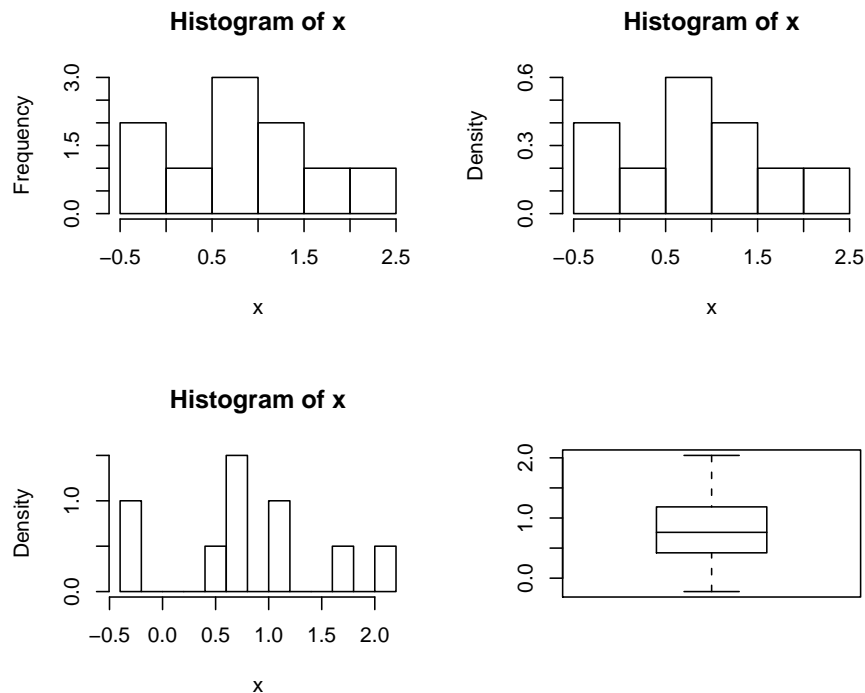 Histogram of x
Frequency
0.0 1.5 3.0
−0.5 0.5 1.5 2.5
x
Histogram of x
Density
0.0 0.3 0.6
−0.5 0.5 1.5 2.5
x
Histogram of x
Density
0.0 1.0
−0.5 0.0 0.5 1.0 1.5 2.0
x
0.0 1.0 2.0